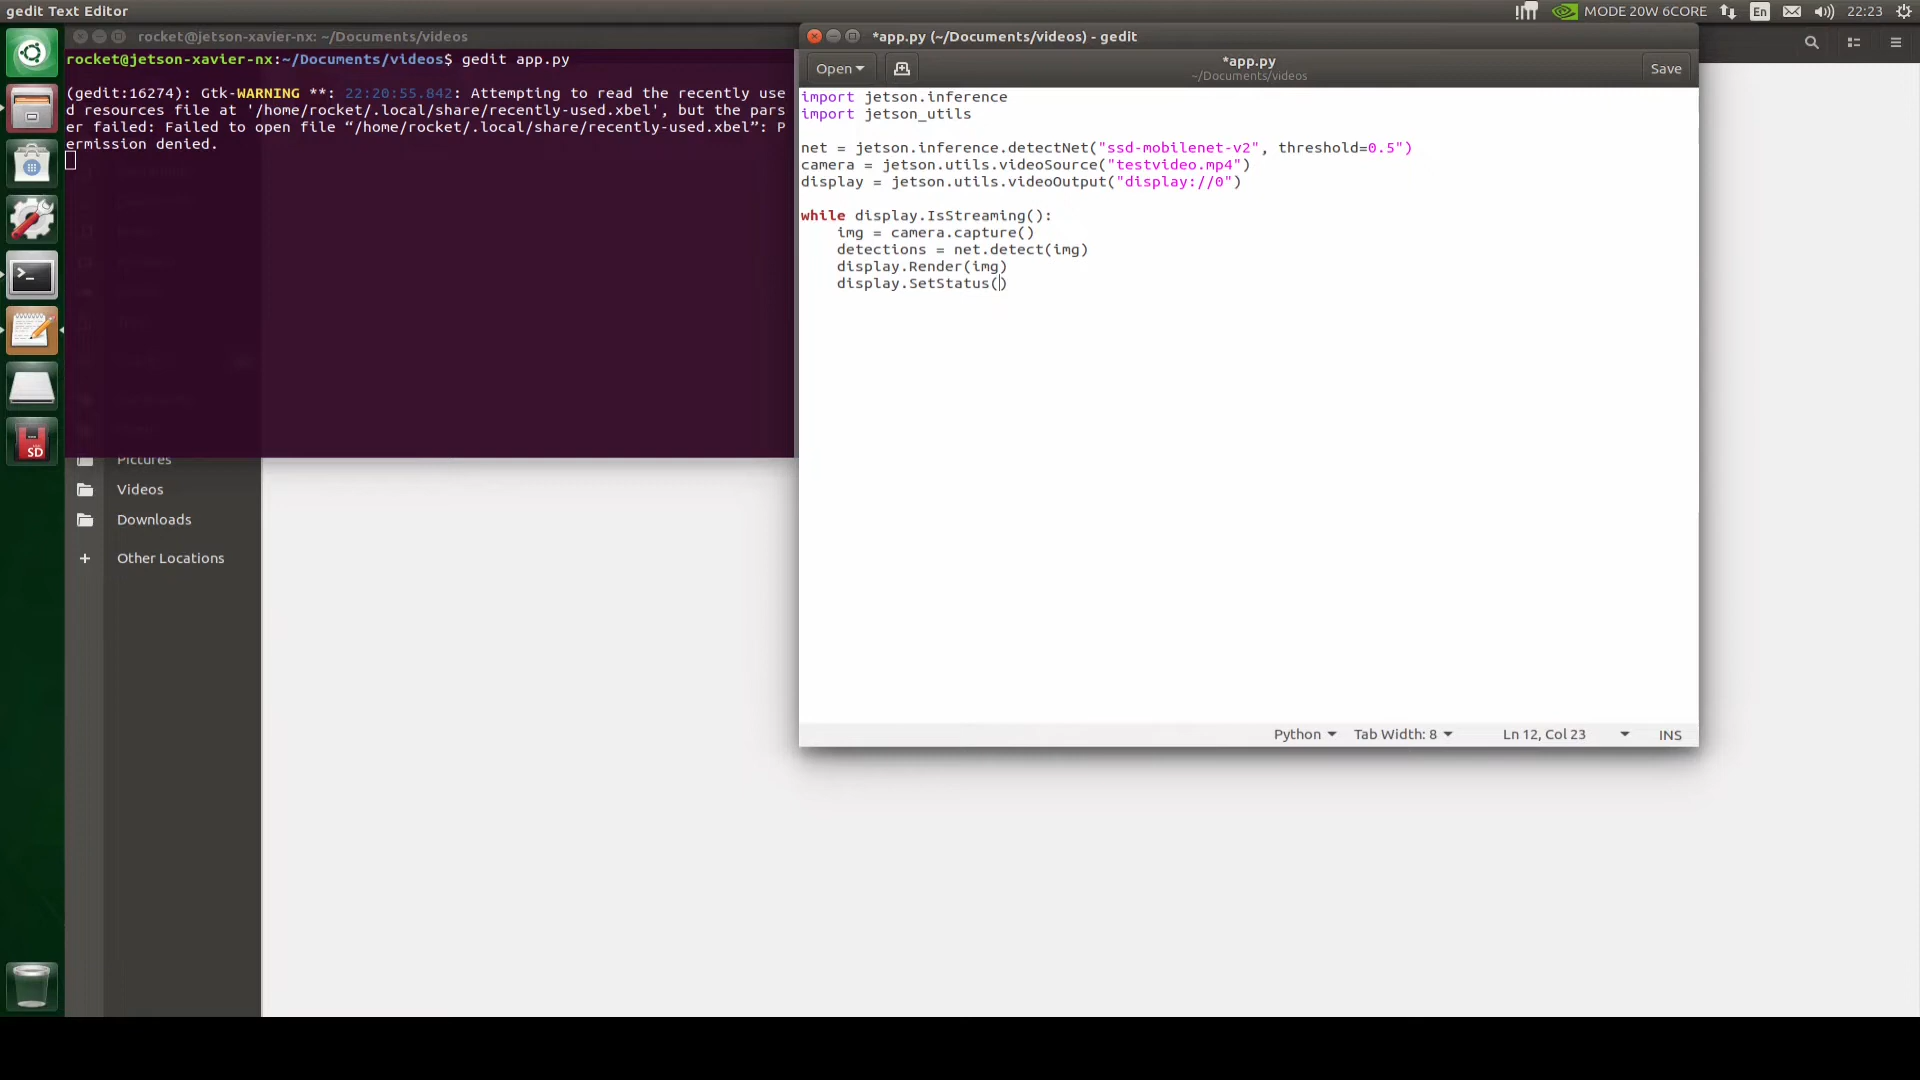 gedit Text Editor
MODE 20W 6CORE
En
22:23
rocket@jetson-xavier-nx: ~/Documents/videos
rocket@jetson-xavier-nx:~/Documents/videos$ gedit app.py
(gedit:16274): Gtk-WARNING **: 22:20:55.842: Attempting to read the recently use
d resources file at '/home/rocket/.local/share/recently-used.xbel', but the pars
er failed: Failed to open file “/home/rocket/.local/share/recently-used.xbel”: P
ermission denied.
Pictures
Videos
Downloads
Other Locations
SD
*app.py (~/Documents/videos) - gedit
Open
*app.py
~/Documents/videos
Save
import jetson.inference
import jetson_utils
net = jetson.inference.detectNet("ssd-mobilenet-v2", threshold=0.5")
camera = jetson.utils.videoSource("testvideo.mp4")
display = jetson.utils.videoOutput("display://0")
while display.IsStreaming():
    img = camera.capture()
    detections = net.detect(img)
    display.Render(img)
    display.SetStatus()
Python
Tab Width: 8
Ln 12, Col 23
INS